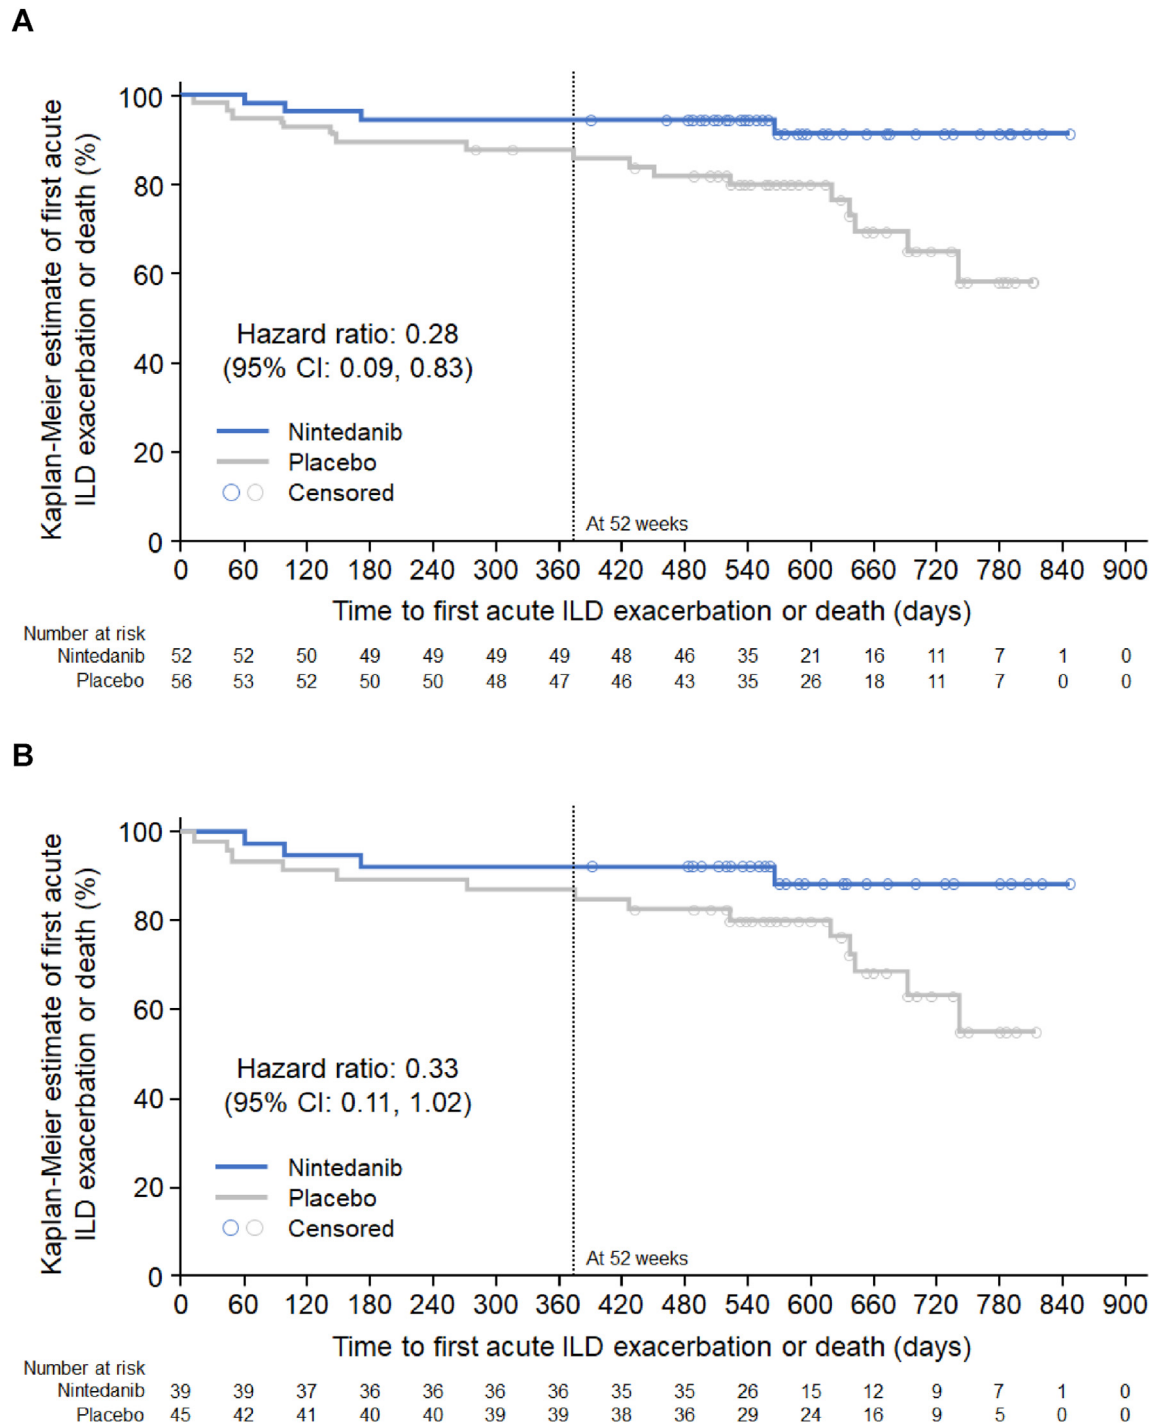 A
Kaplan-Meier estimate of first acute
ILD exacerbation or death (%)
100
80
60
40
20
0
Hazard ratio: 0.28
(95% CI: 0.09, 0.83)
Nintedanib
Placebo
Censored
At 52 weeks
0 60 120 180 240 300 360 420 480 540 600 660 720 780 840 900
Time to first acute ILD exacerbation or death (days)
Number at risk
Nintedanib 52 52 50 49 49 49 49 48 46 35 21 16 11 7 1 0
Placebo 56 53 52 50 50 48 47 46 43 35 26 18 11 7 0 0
B
Kaplan-Meier estimate of first acute
ILD exacerbation or death (%)
100
80
60
40
20
0
Hazard ratio: 0.33
(95% CI: 0.11, 1.02)
Nintedanib
Placebo
Censored
At 52 weeks
0 60 120 180 240 300 360 420 480 540 600 660 720 780 840 900
Time to first acute ILD exacerbation or death (days)
Number at risk
Nintedanib 39 39 37 36 36 36 36 35 35 26 15 12 9 7 1 0
Placebo 45 42 41 40 40 39 39 38 36 29 24 16 9 5 0 0